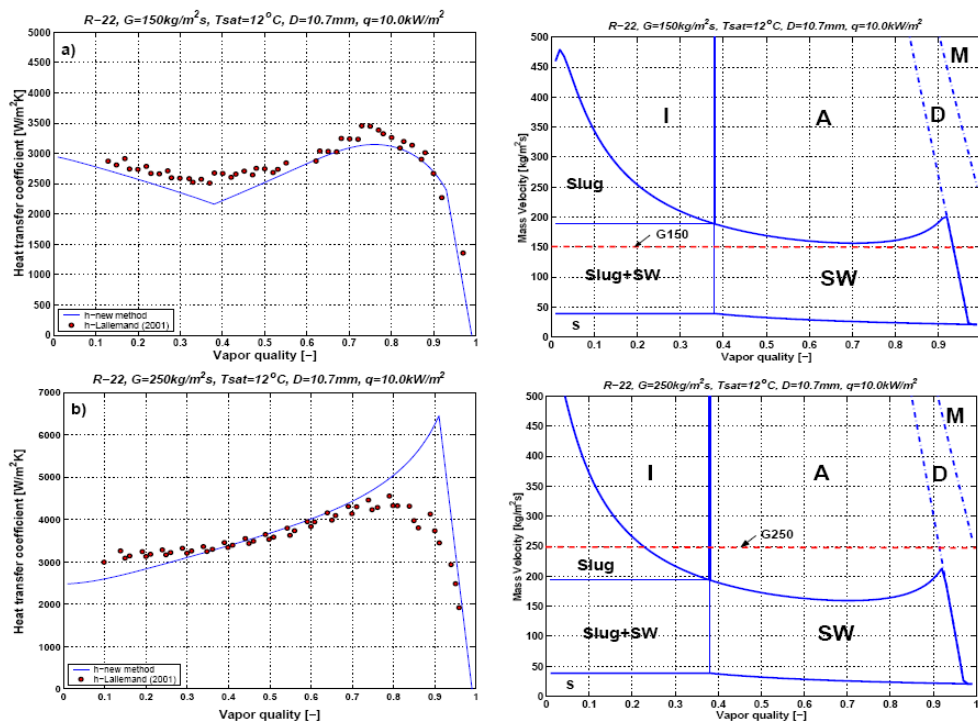 R−22, G=150kg/m²s, Tsat=12°C, D=10.7mm, q=10.0kW/m²
a)
Heat transfer coefficient [W/m²K]
5000
4500
4000
3500
3000
2500
2000
1500
1000
500
0
h−new method
h−Lallemand (2001)
0 0.1 0.2 0.3 0.4 0.5 0.6 0.7 0.8 0.9 1
Vapor quality [−]
R−22, G=150kg/m²s, Tsat=12°C, D=10.7mm, q=10.0kW/m²
Mass Velocity [kg/m²s]
500
450
400
350
300
250
200
150
100
50
0
M
I
A
D
Slug
G150
Slug+SW
SW
S
0 0.1 0.2 0.3 0.4 0.5 0.6 0.7 0.8 0.9
Vapor quality [−]
R−22, G=250kg/m²s, Tsat=12°C, D=10.7mm, q=10.0kW/m²
b)
Heat transfer coefficient [W/m²K]
7000
6000
5000
4000
3000
2000
1000
0
h−new method
h−Lallemand (2001)
0 0.1 0.2 0.3 0.4 0.5 0.6 0.7 0.8 0.9 1
Vapor quality [−]
R−22, G=250kg/m²s, Tsat=12°C, D=10.7mm, q=10.0kW/m²
Mass Velocity [kg/m²s]
500
450
400
350
300
250
200
150
100
50
0
M
I
A
D
G250
Slug
Slug+SW
SW
S
0 0.1 0.2 0.3 0.4 0.5 0.6 0.7 0.8 0.9
Vapor quality [−]